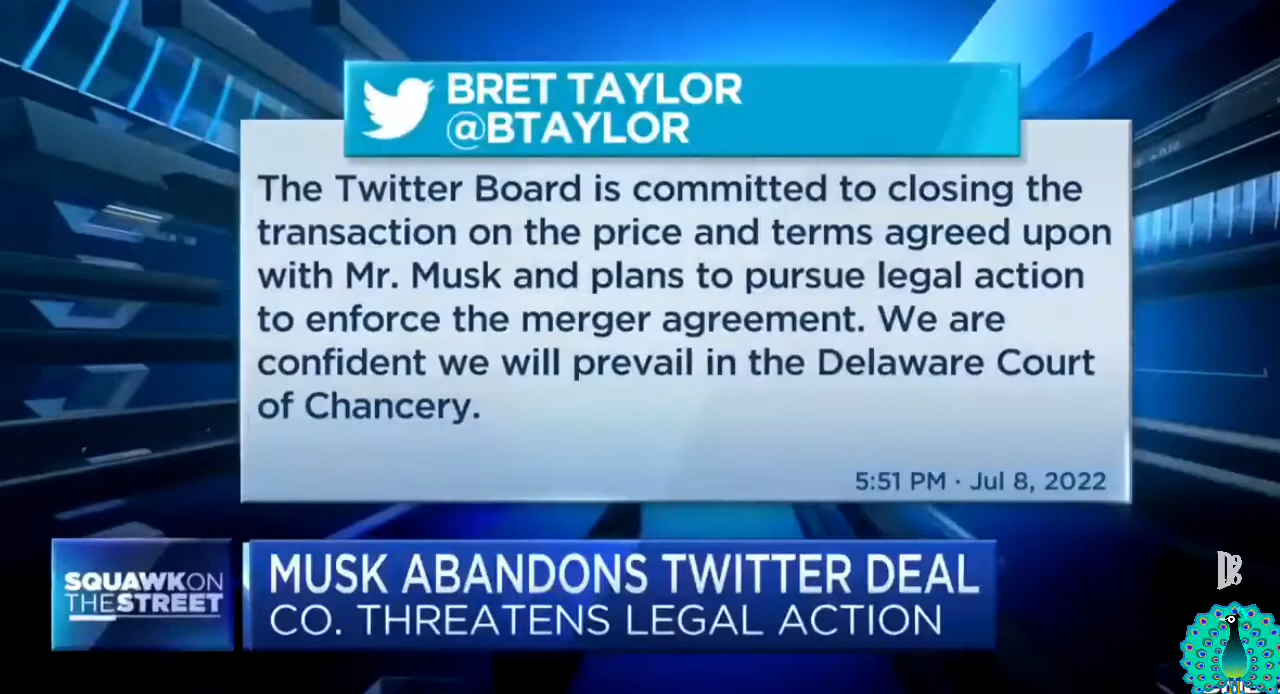 BRET TAYLOR
@BTAYLOR
The Twitter Board is committed to closing the
transaction on the price and terms agreed upon
with Mr. Musk and plans to pursue legal action
to enforce the merger agreement. We are
confident we will prevail in the Delaware Court
of Chancery.
5:51 PM · Jul 8, 2022
SQUAWK ON
THE STREET
MUSK ABANDONS TWITTER DEAL
CO. THREATENS LEGAL ACTION